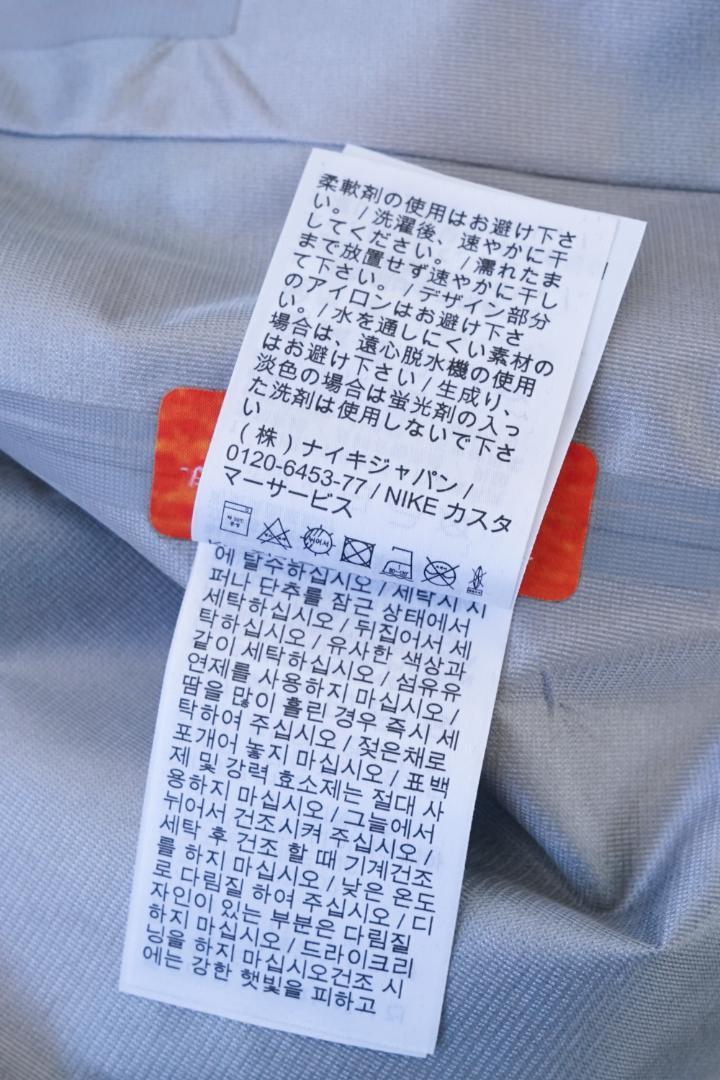 柔軟剤の使用はお避け下さ
い。/洗濯後、速やかに干
してください。/濡れたま
まで放置せず速やかに干し
て下さい。/デザイン部分
のアイロンはお避け下さ
い。/水を通しにくい素材の
場合は、遠心脱水機の使用
はお避け下さい/生成り、
淡色の場合は蛍光剤の入っ
た洗剤は使用しないで下さ
い
(株)ナイキジャパン/
0120-6453-77/NIKE カスタ
マーサービス
에 탈수하십시오/세탁시 지
퍼나 단추를 잠근 상태에서
세탁하십시오/뒤집어서 세
탁하십시오/유사한 색상과
같이 세탁하십시오/섬유유
연제를 사용하지 마십시오/
땀을 많이 흘린 경우 즉시 세
탁하여 주십시오/젖은채로
포개어 놓지 마십시오/표백
제 및 강력 효소제는 절대 사
용하지 마십시오/그늘에서
뉘어서 건조시켜 주십시오/
세탁 후 건조 할 때 기계건조
를 하지 마십시오/낮은 온도
로 다림질 하여 주십시오/디
자인이 있는 부분은 다림질
하지 마십시오/드라이크리
닝을 하지 마십시오건조 시
에는 강한 햇빛을 피하고